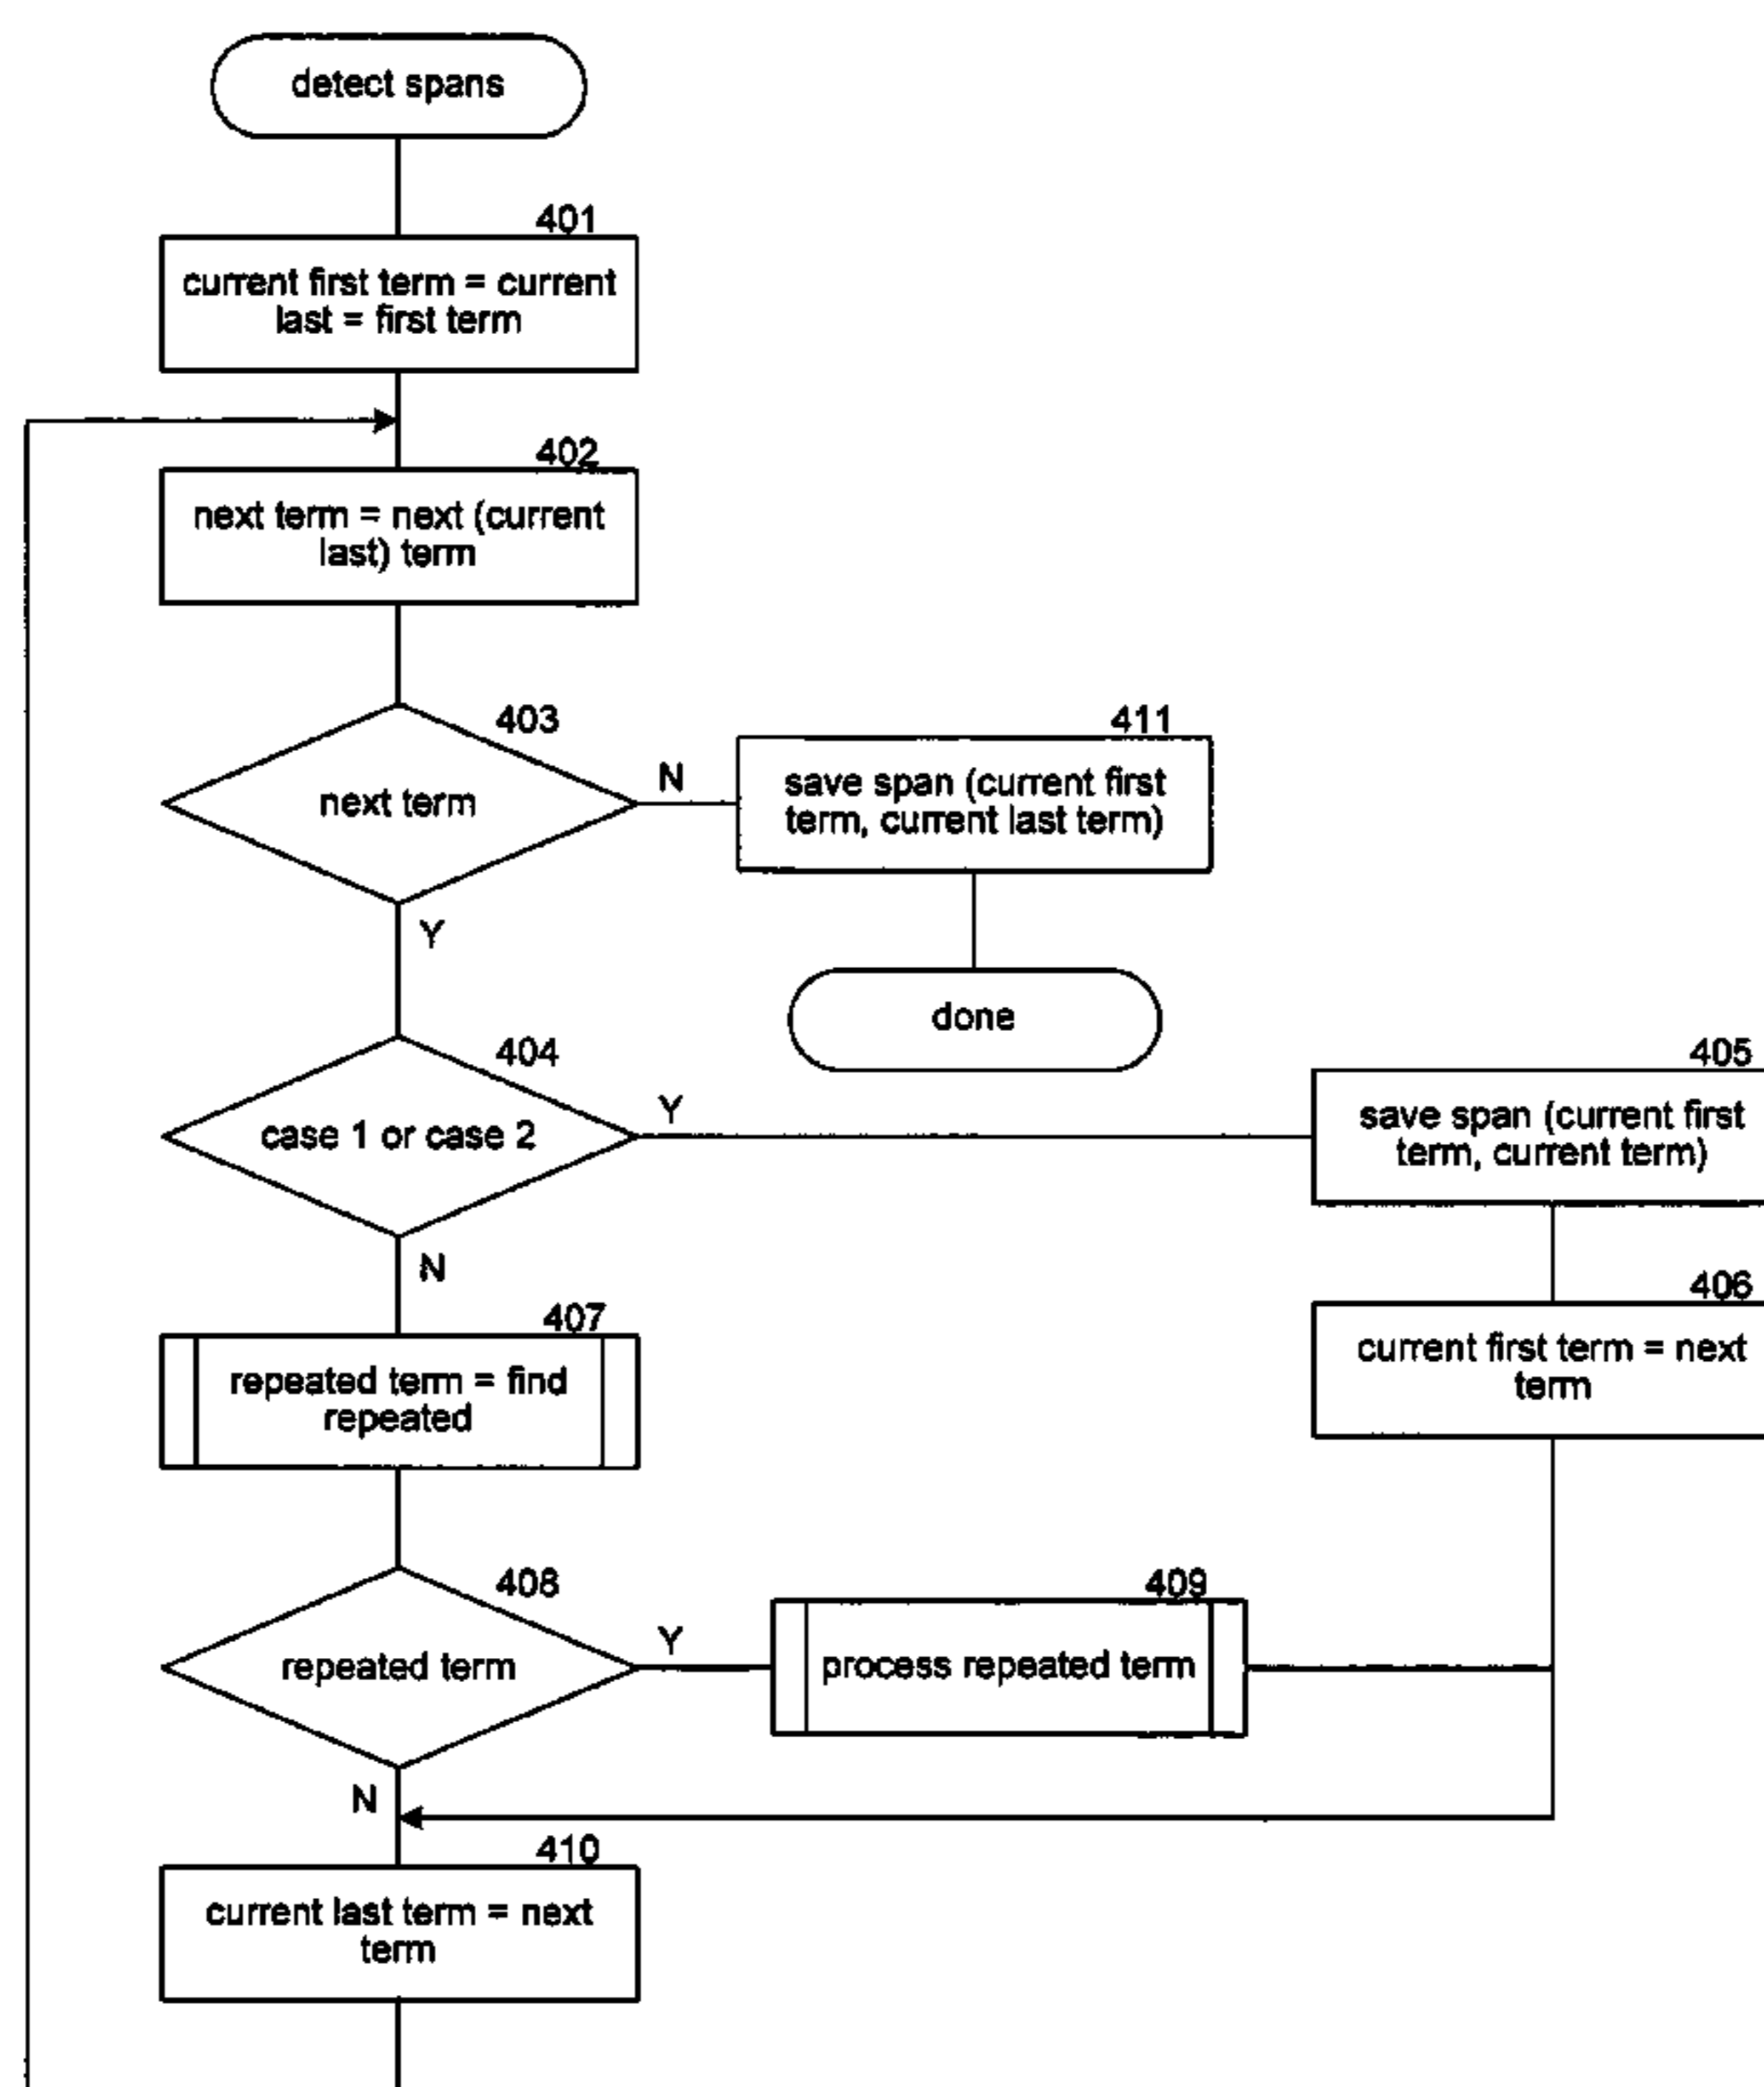 detect spans
401
current first term = current
last = first term
402
next term = next (current
last) term
403
next term
N
411
save span (current first
term, current last term)
Y
done
404
case 1 or case 2
Y
405
save span (current first
term, current term)
N
406
current first term = next
term
407
repeated term = find
repeated
408
repeated term
Y
409
process repeated term
N
410
current last term = next
term